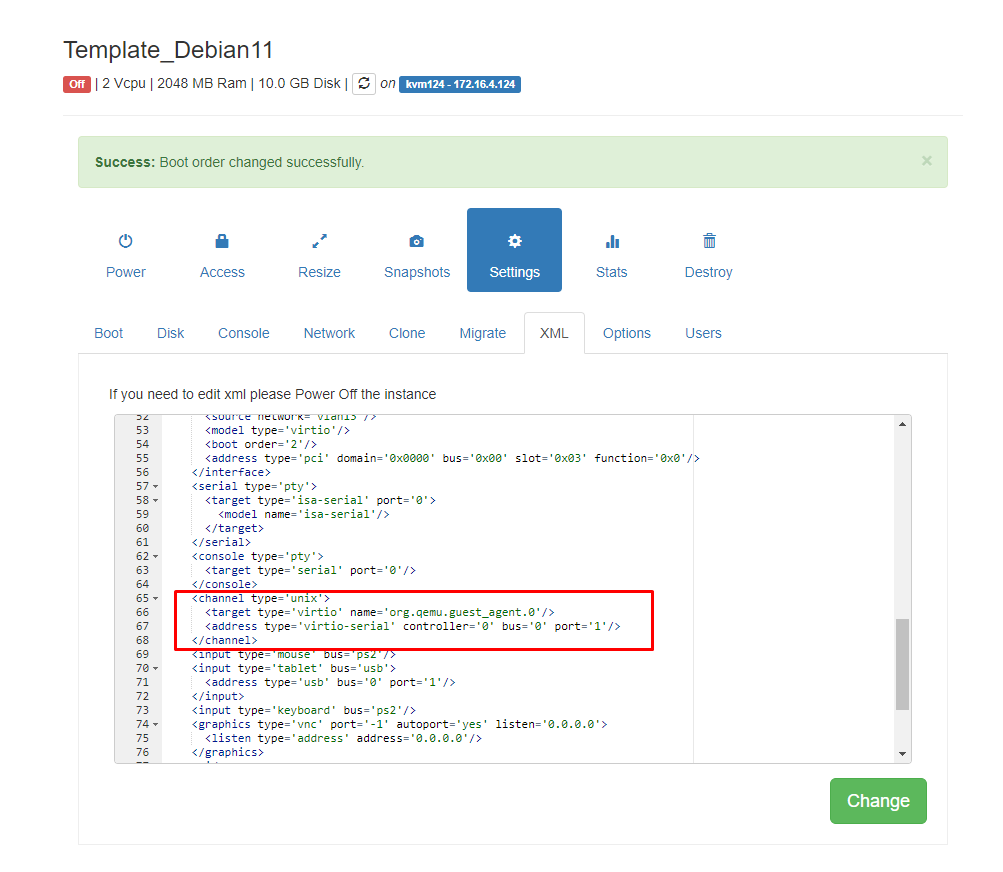 Template_Debian11
Off | 2 Vcpu | 2048 MB Ram | 10.0 GB Disk | on kvm124 - 172.16.4.124
Success: Boot order changed successfully. ×
Power Access Resize Snapshots Settings Stats Destroy
Boot Disk Console Network Clone Migrate XML Options Users
If you need to edit xml please Power Off the instance
52 <source network='vlan13'/>
53 <model type='virtio'/>
54 <boot order='2'/>
55 <address type='pci' domain='0x0000' bus='0x00' slot='0x03' function='0x0'/>
56 </interface>
57 <serial type='pty'>
58 <target type='isa-serial' port='0'>
59 <model name='isa-serial'/>
60 </target>
61 </serial>
62 <console type='pty'>
63 <target type='serial' port='0'/>
64 </console>
65 <channel type='unix'>
66 <target type='virtio' name='org.qemu.guest_agent.0'/>
67 <address type='virtio-serial' controller='0' bus='0' port='1'/>
68 </channel>
69 <input type='mouse' bus='ps2'/>
70 <input type='tablet' bus='usb'>
71 <address type='usb' bus='0' port='1'/>
72 </input>
73 <input type='keyboard' bus='ps2'/>
74 <graphics type='vnc' port='-1' autoport='yes' listen='0.0.0.0'>
75 <listen type='address' address='0.0.0.0'/>
76 </graphics>
Change